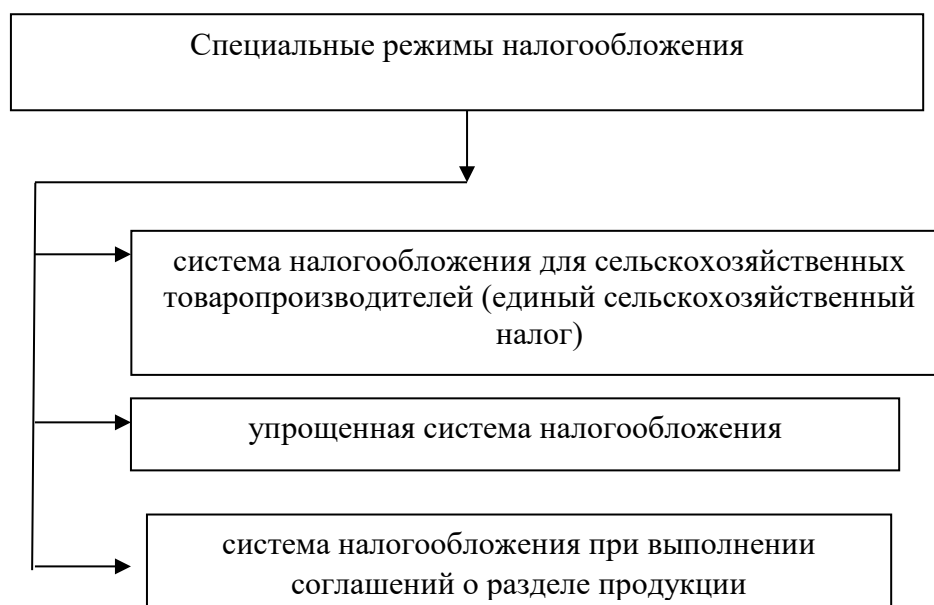 Специальные режимы налогообложения
система налогообложения для сельскохозяйственных
товаропроизводителей (единый сельскохозяйственный
налог)
упрощенная система налогообложения
система налогообложения при выполнении
соглашений о разделе продукции